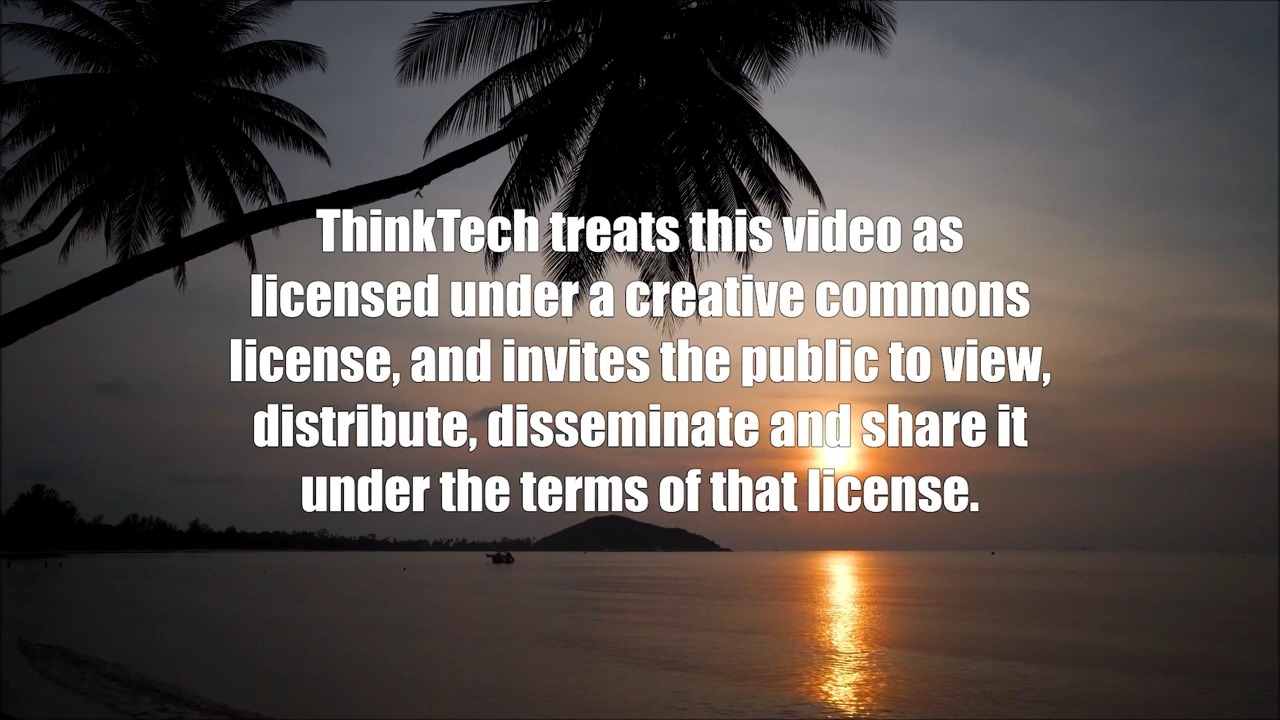 ThinkTech treats this video as
licensed under a creative commons
license, and invites the public to view,
distribute, disseminate and share it
under the terms of that license.